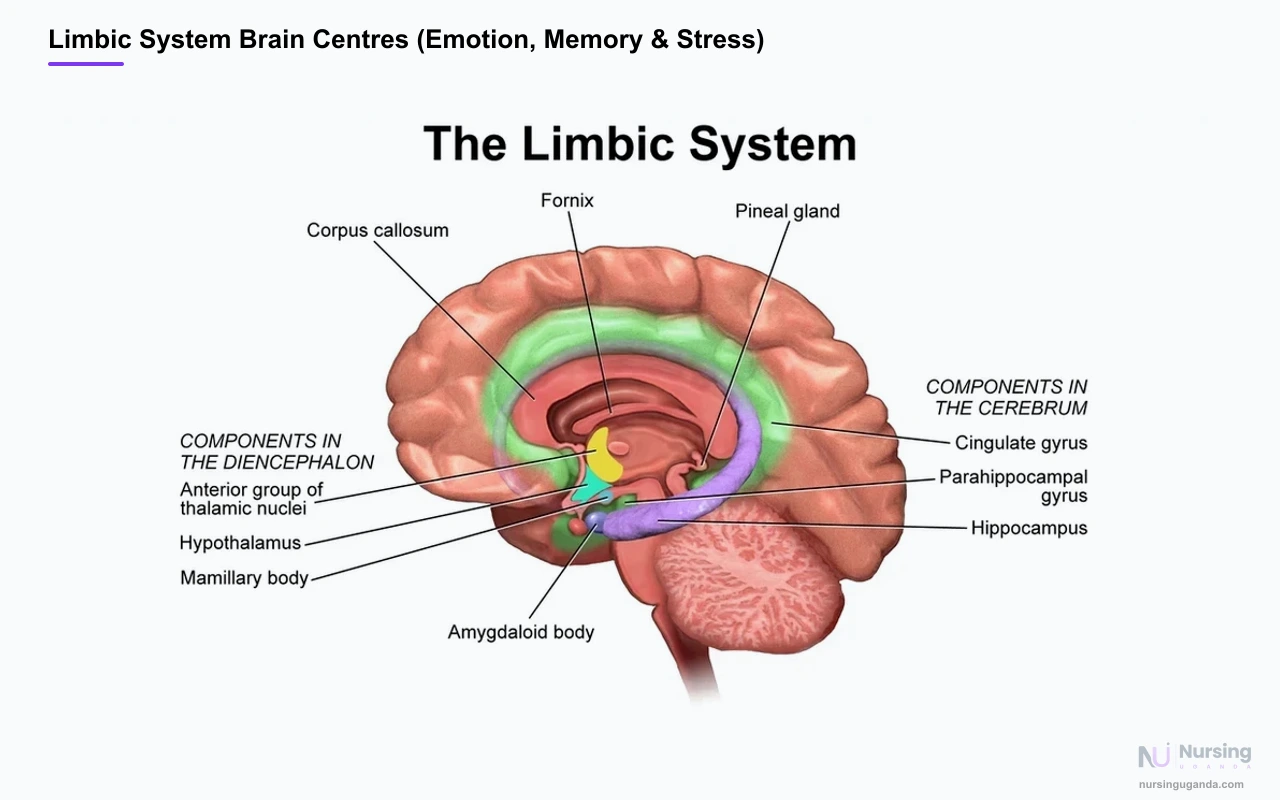 Limbic System Brain Centres (Emotion, Memory & Stress)
The Limbic System
Fornix
Pineal gland
Corpus callosum
COMPONENTS IN
THE CEREBRUM
Cingulate gyrus
Parahippocampal
gyrus
Hippocampus
COMPONENTS IN
THE DIENCEPHALON
Anterior group of
thalamic nuclei
Hypothalamus
Mamillary body
Amygdaloid body
NU Nursing
UGANDA
nursinguganda.com